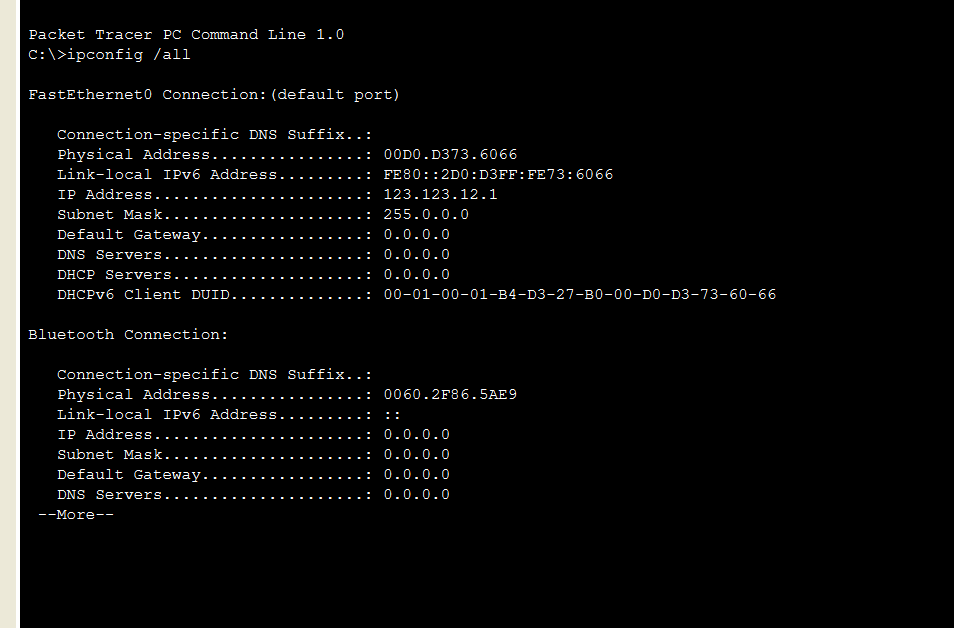 Packet Tracer PC Command Line 1.0
C:\>ipconfig /all
FastEthernet0 Connection:(default port)
Connection-specific DNS Suffix..:
Physical Address................: 00D0.D373.6066
Link-local IPv6 Address.........: FE80::2D0:D3FF:FE73:6066
IP Address......................: 123.123.12.1
Subnet Mask.....................: 255.0.0.0
Default Gateway.................: 0.0.0.0
DNS Servers.....................: 0.0.0.0
DHCP Servers....................: 0.0.0.0
DHCPv6 Client DUID..............: 00-01-00-01-B4-D3-27-B0-00-D0-D3-73-60-66
Bluetooth Connection:
Connection-specific DNS Suffix..:
Physical Address................: 0060.2F86.5AE9
Link-local IPv6 Address.........: ::
IP Address......................: 0.0.0.0
Subnet Mask.....................: 0.0.0.0
Default Gateway.................: 0.0.0.0
DNS Servers.....................: 0.0.0.0
--More--